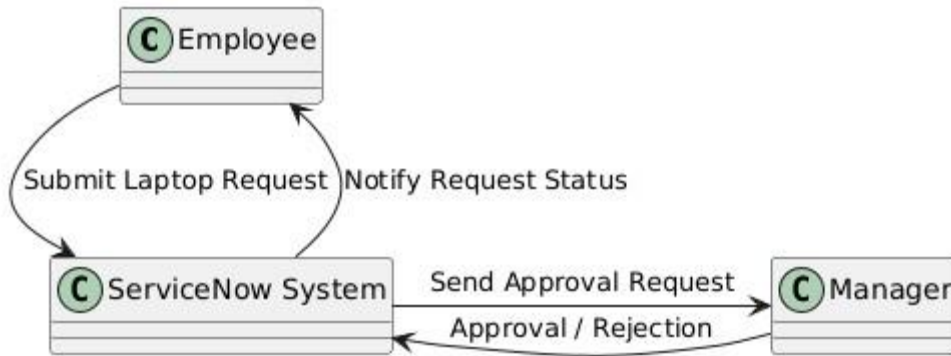 C Employee
Submit Laptop Request
Notify Request Status
C ServiceNow System
Send Approval Request
Approval / Rejection
C Manager